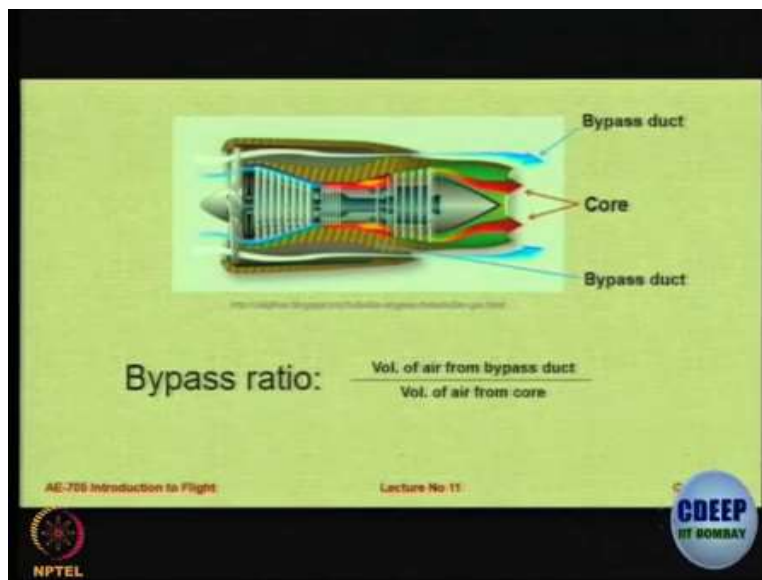 Bypass duct
Core
Bypass duct
Bypass ratio:
Vol. of air from bypass duct
Vol. of air from core
AE-705 Introduction to Flight
Lecture No 11
CDEEP
IIT BOMBAY
NPTEL